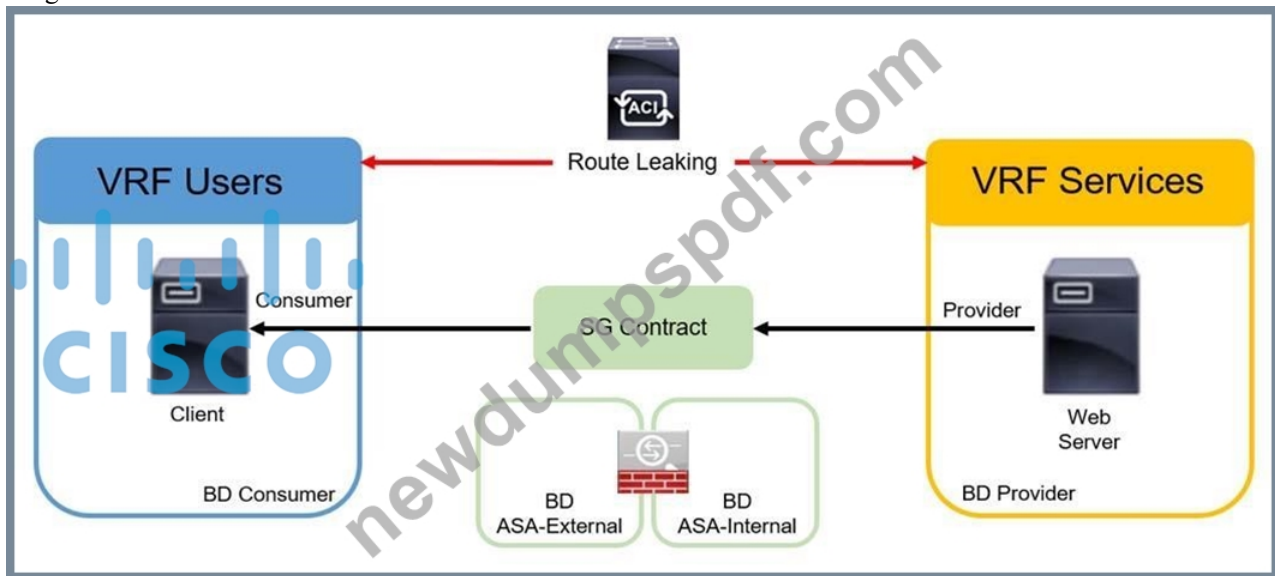 ACI
Route Leaking
VRF Users
VRF Services
Consumer
SG Contract
Provider
CISCO
Client
Web
Server
BD Consumer
BD
ASA-External
BD
ASA-Internal
BD Provider
newdumpspdf.com